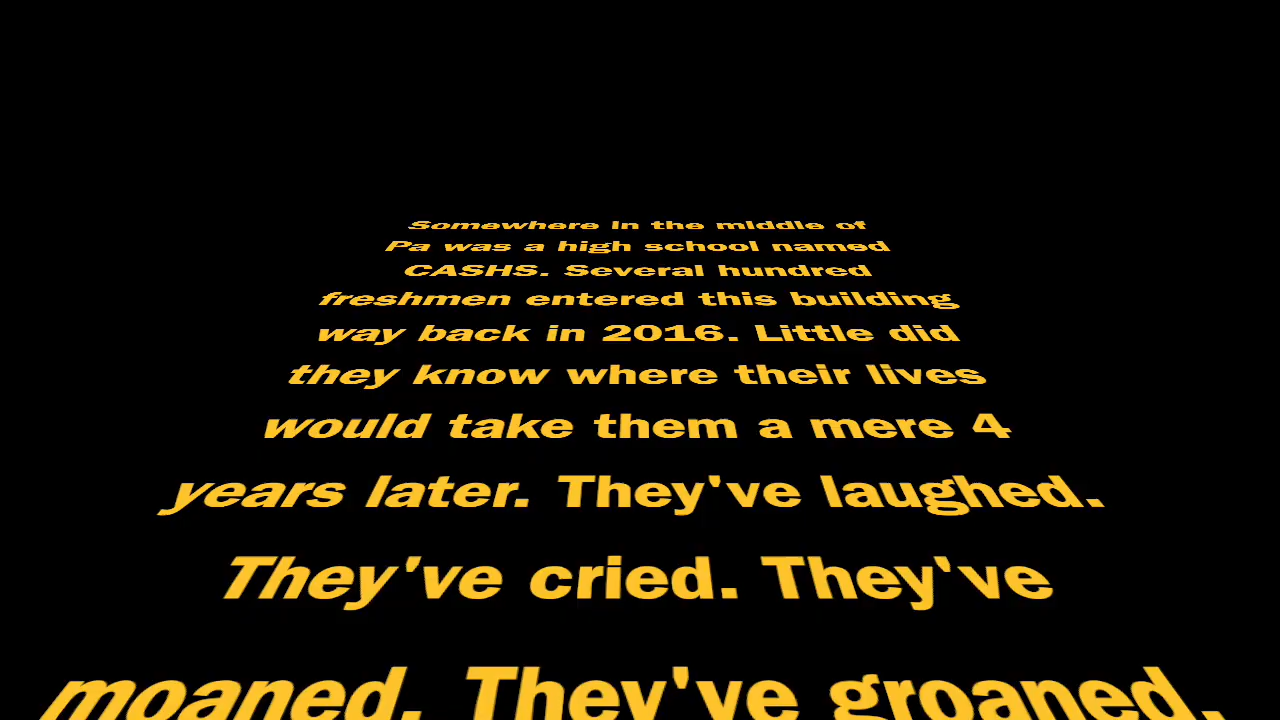 Somewhere in the middle of
Pa was a high school named
CASHS. Several hundred
freshmen entered this building
way back in 2016. Little did
they know where their lives
would take them a mere 4
years later. They've laughed.
They've cried. They've
moaned. They've groaned.